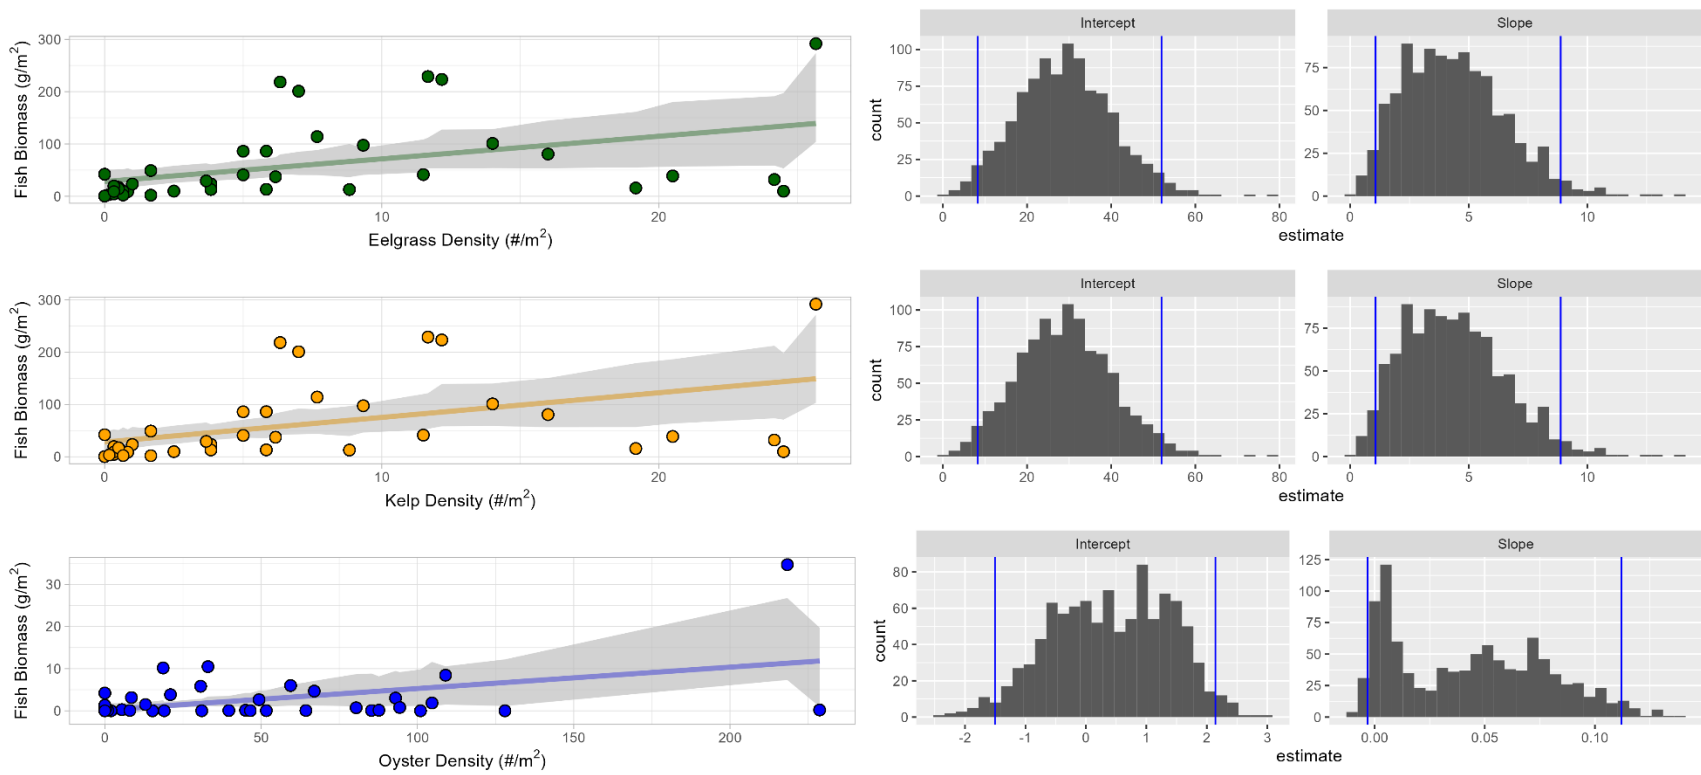 Fish Biomass (g/m²)
300
200
100
0
0 10 20
Eelgrass Density (#/m²)
Intercept
count
100
75
50
25
0
0 20 40 60 80
Slope
75
50
25
0
0 5 10
estimate
Fish Biomass (g/m²)
300
200
100
0
0 10 20
Kelp Density (#/m²)
Intercept
count
100
75
50
25
0
0 20 40 60 80
Slope
75
50
25
0
0 5 10
estimate
Fish Biomass (g/m²)
30
20
10
0
0 50 100 150 200
Oyster Density (#/m²)
Intercept
count
80
60
40
20
0
-2 -1 0 1 2 3
Slope
125
100
75
50
25
0
0.00 0.05 0.10
estimate